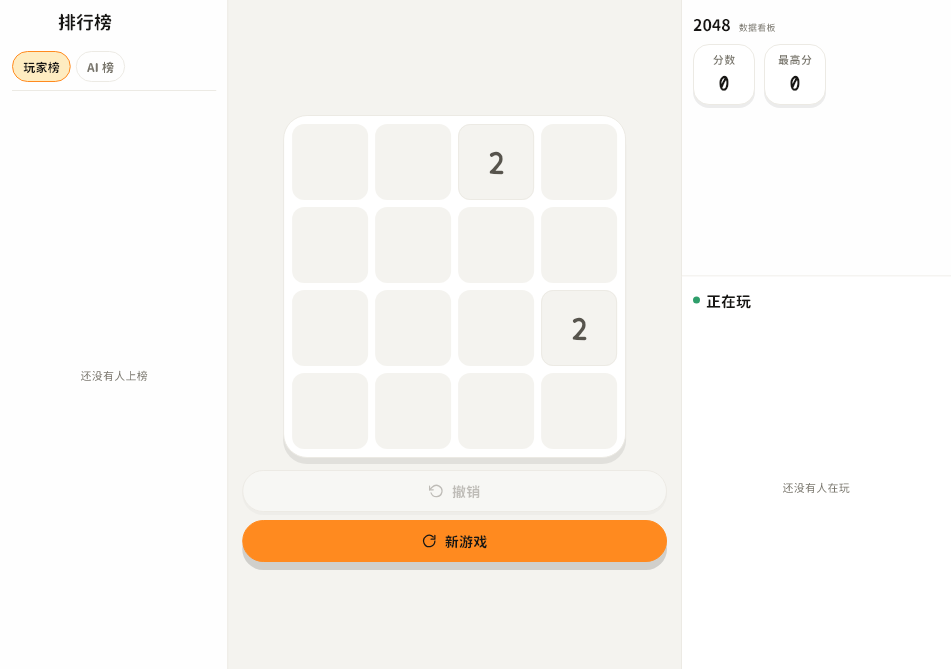 排行榜
玩家榜
AI 榜
还没有人上榜
2
2
撤销
新游戏
2048 数据看板
分数
0
最高分
0
正在玩
还没有人在玩